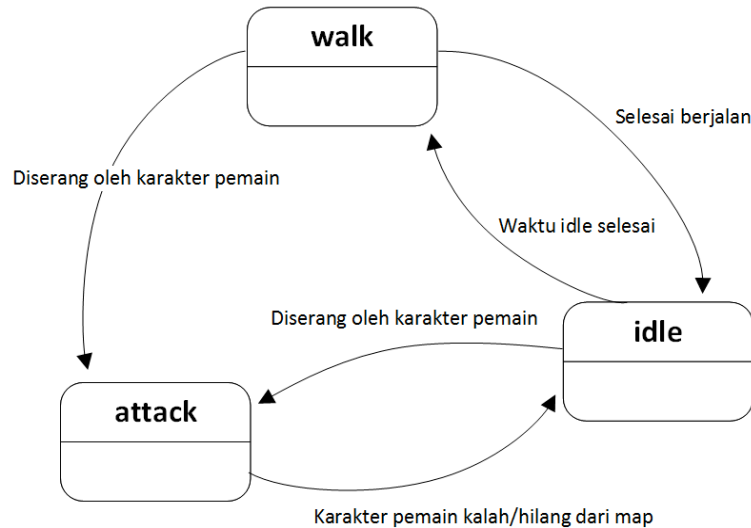 walk
Selesai berjalan
Diserang oleh karakter pemain
Waktu idle selesai
Diserang oleh karakter pemain
idle
attack
Karakter pemain kalah/hilang dari map